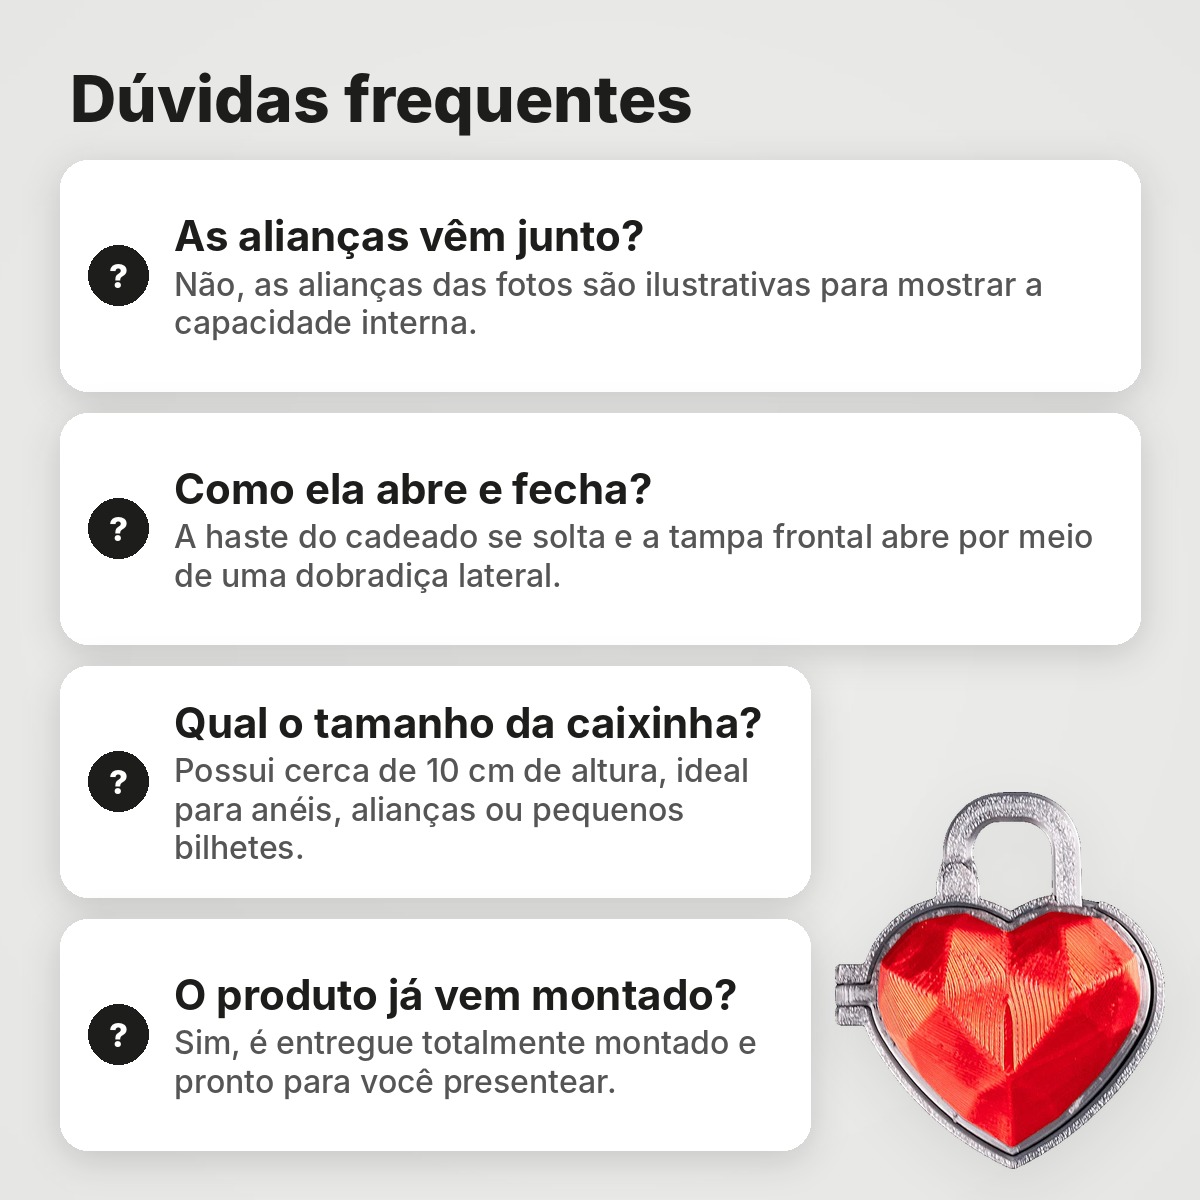 Dúvidas frequentes
? As alianças vêm junto?
Não, as alianças das fotos são ilustrativas para mostrar a
capacidade interna.
? Como ela abre e fecha?
A haste do cadeado se solta e a tampa frontal abre por meio
de uma dobradiça lateral.
? Qual o tamanho da caixinha?
Possui cerca de 10 cm de altura, ideal
para anéis, alianças ou pequenos
bilhetes.
? O produto já vem montado?
Sim, é entregue totalmente montado e
pronto para você presentear.